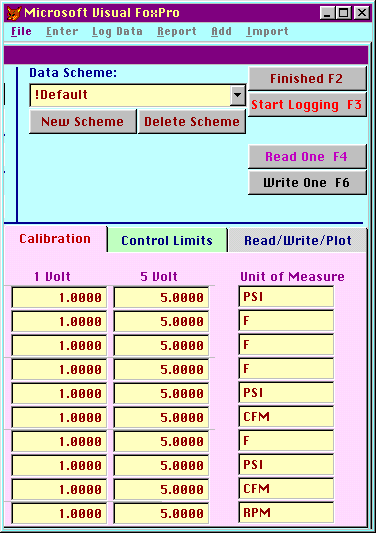 Microsoft Visual FoxPro
File Enter Log Data Report Add Import
Data Scheme:
!Default
New Scheme Delete Scheme
Finished F2
Start Logging F3
Read One F4
Write One F6
Calibration Control Limits Read/Write/Plot
1 Volt 5 Volt Unit of Measure
1.0000 5.0000 PSI
1.0000 5.0000 F
1.0000 5.0000 F
1.0000 5.0000 F
1.0000 5.0000 PSI
1.0000 5.0000 CFM
1.0000 5.0000 F
1.0000 5.0000 PSI
1.0000 5.0000 CFM
1.0000 5.0000 RPM